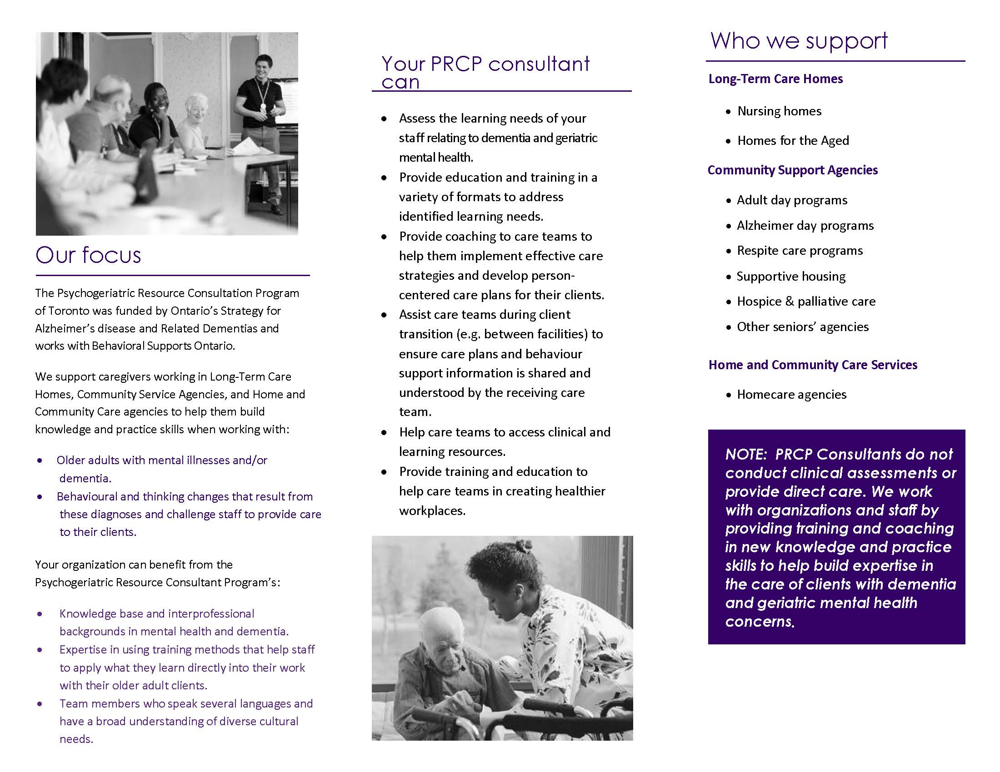 Our focus
The Psychogeriatric Resource Consultation Program
of Toronto was funded by Ontario’s Strategy for
Alzheimer’s disease and Related Dementias and
works with Behavioral Supports Ontario.
We support caregivers working in Long-Term Care
Homes, Community Service Agencies, and Home and
Community Care agencies to help them build
knowledge and practice skills when working with:
• Older adults with mental illnesses and/or
dementia.
• Behavioural and thinking changes that result from
these diagnoses and challenge staff to provide care
to their clients.
Your organization can benefit from the
Psychogeriatric Resource Consultant Program’s:
• Knowledge base and interprofessional
backgrounds in mental health and dementia.
• Expertise in using training methods that help staff
to apply what they learn directly into their work
with their older adult clients.
• Team members who speak several languages and
have a broad understanding of diverse cultural
needs.
Your PRCP consultant
can
• Assess the learning needs of your
staff relating to dementia and geriatric
mental health.
• Provide education and training in a
variety of formats to address
identified learning needs.
• Provide coaching to care teams to
help them implement effective care
strategies and develop person-
centered care plans for their clients.
• Assist care teams during client
transition (e.g. between facilities) to
ensure care plans and behaviour
support information is shared and
understood by the receiving care
team.
• Help care teams to access clinical and
learning resources.
• Provide training and education to
help care teams in creating healthier
workplaces.
Who we support
Long-Term Care Homes
• Nursing homes
• Homes for the Aged
Community Support Agencies
• Adult day programs
• Alzheimer day programs
• Respite care programs
• Supportive housing
• Hospice & palliative care
• Other seniors’ agencies
Home and Community Care Services
• Homecare agencies
NOTE: PRCP Consultants do not
conduct clinical assessments or
provide direct care. We work
with organizations and staff by
providing training and coaching
in new knowledge and practice
skills to help build expertise in
the care of clients with dementia
and geriatric mental health
concerns.